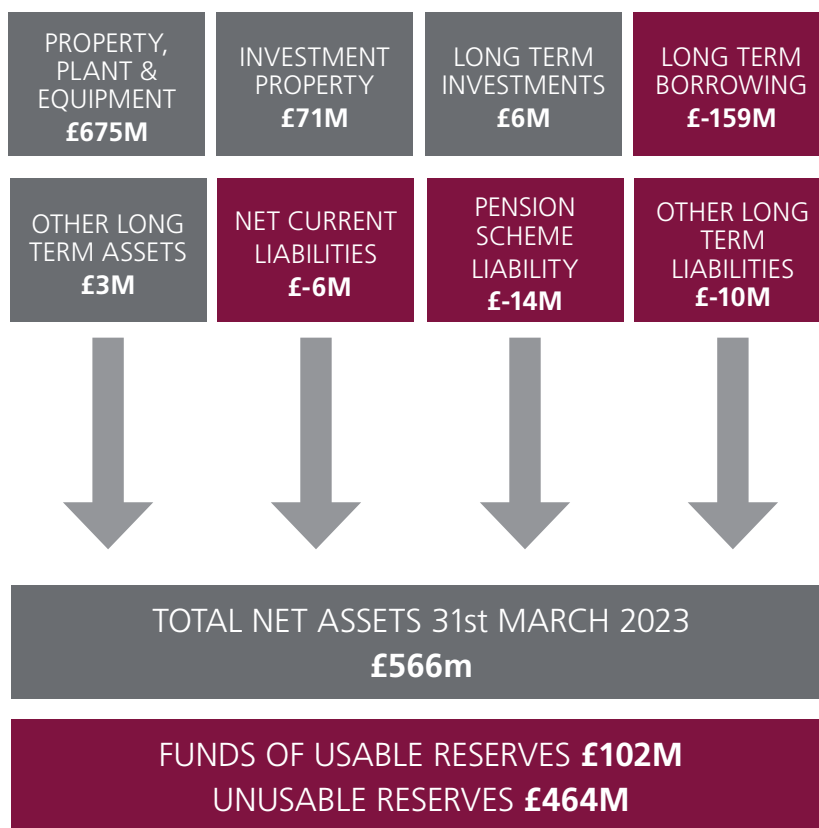 PROPERTY,
PLANT &
EQUIPMENT
£675M
INVESTMENT
PROPERTY
£71M
LONG TERM
INVESTMENTS
£6M
LONG TERM
BORROWING
£-159M
OTHER LONG
TERM ASSETS
£3M
NET CURRENT
LIABILITIES
£-6M
PENSION
SCHEME
LIABILITY
£-14M
OTHER LONG
TERM
LIABILITIES
£-10M
TOTAL NET ASSETS 31st MARCH 2023
£566m
FUNDS OF USABLE RESERVES £102M
UNUSABLE RESERVES £464M